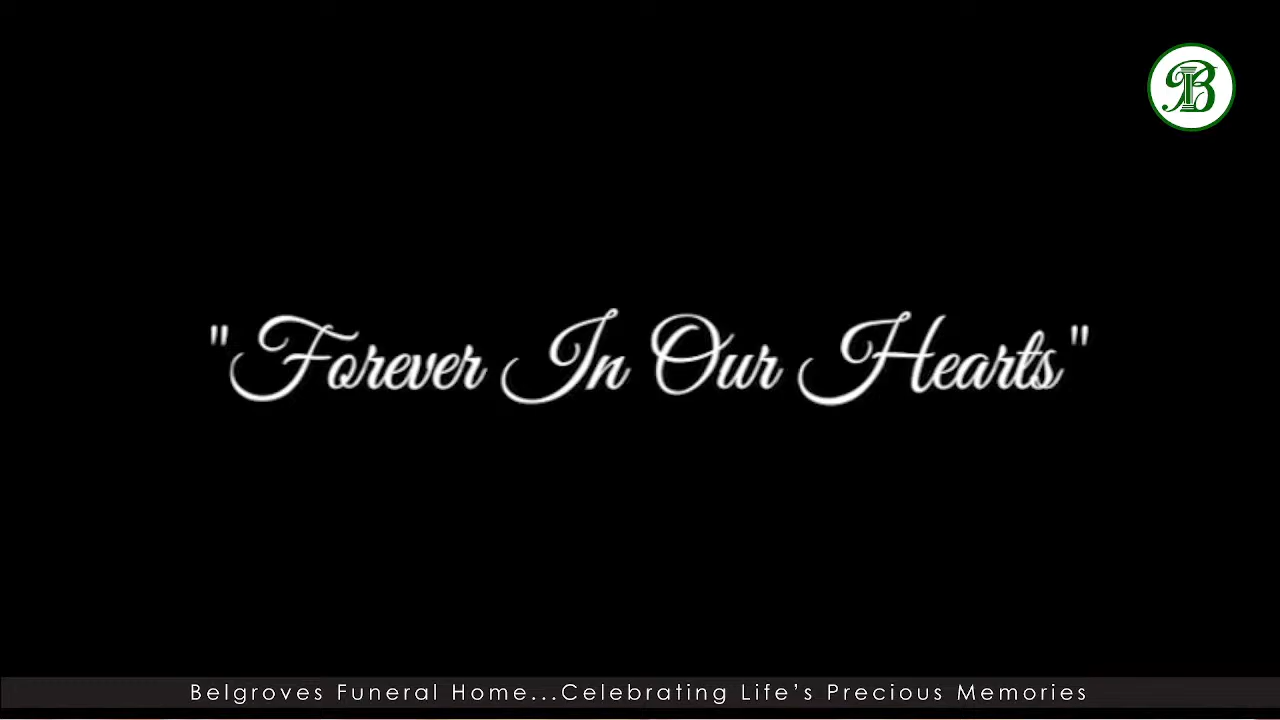 B
"Forever In Our Hearts"
Belgroves Funeral Home...Celebrating Life’s Precious Memories